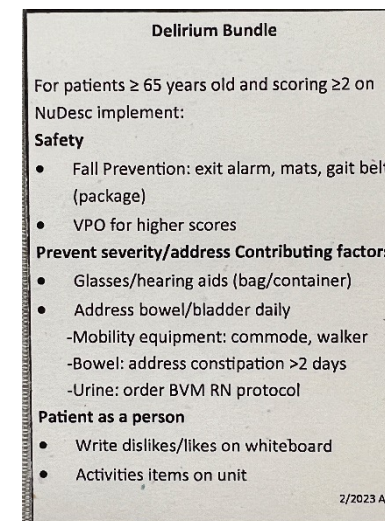 Delirium Bundle
For patients ≥ 65 years old and scoring ≥2 on
NuDesc implement:
Safety
• Fall Prevention: exit alarm, mats, gait belt
(package)
• VPO for higher scores
Prevent severity/address Contributing factors
• Glasses/hearing aids (bag/container)
• Address bowel/bladder daily
-Mobility equipment: commode, walker
-Bowel: address constipation >2 days
-Urine: order BVM RN protocol
Patient as a person
• Write dislikes/likes on whiteboard
• Activities items on unit
2/2023 A